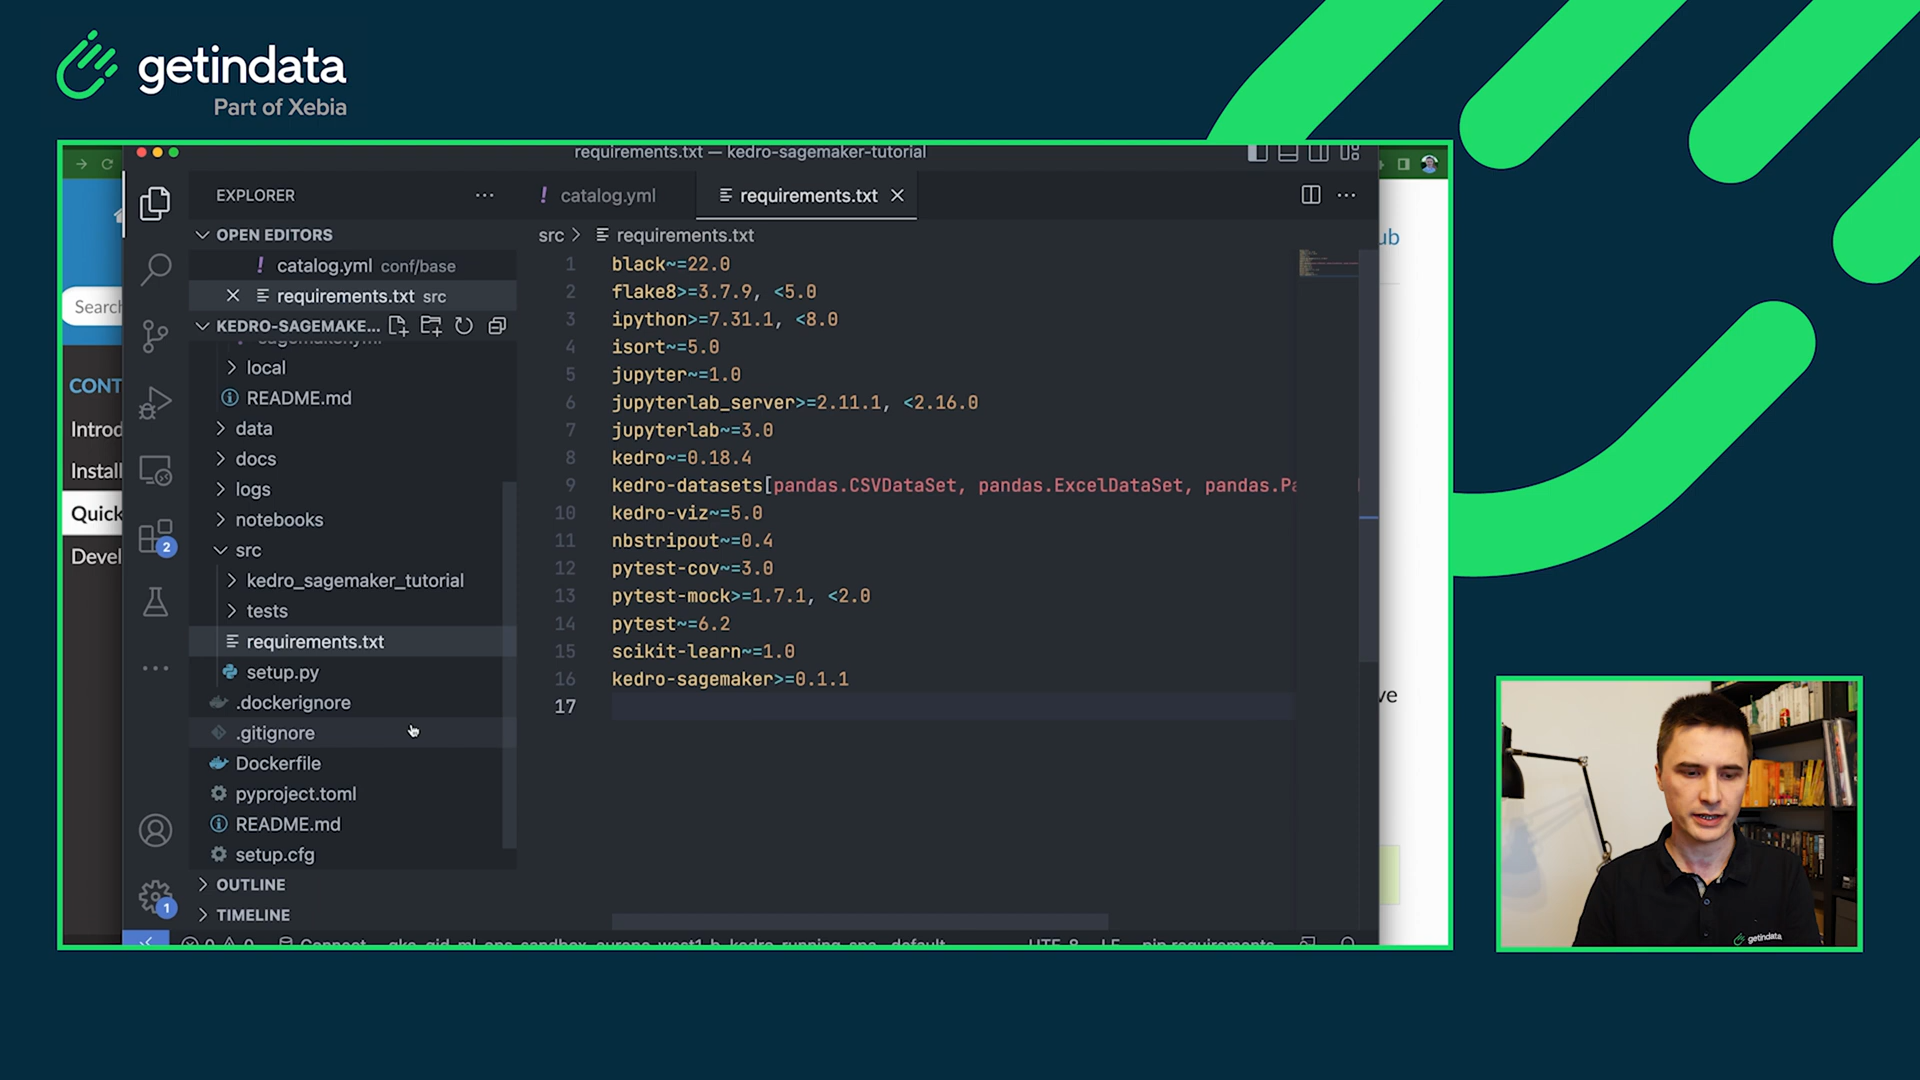 getindata
Part of Xebia
requirements.txt — kedro-sagemaker-tutorial
EXPLORER
catalog.yml
requirements.txt
OPEN EDITORS
src
requirements.txt
catalog.yml conf/base
requirements.txt src
KEDRO-SAGEMAKE...
local
README.md
data
docs
logs
notebooks
src
kedro_sagemaker_tutorial
tests
requirements.txt
setup.py
.dockerignore
.gitignore
Dockerfile
pyproject.toml
README.md
setup.cfg
OUTLINE
TIMELINE
1 black~=22.0
2 flake8>=3.7.9, <5.0
3 ipython>=7.31.1, <8.0
4 isort~=5.0
5 jupyter~=1.0
6 jupyterlab_server>=2.11.1, <2.16.0
7 jupyterlab~=3.0
8 kedro~=0.18.4
9 kedro-datasets[pandas.CSVDataSet, pandas.ExcelDataSet, pandas.Pa
10 kedro-viz~=5.0
11 nbstripout~=0.4
12 pytest-cov~=3.0
13 pytest-mock>=1.7.1, <2.0
14 pytest~=6.2
15 scikit-learn~=1.0
16 kedro-sagemaker>=0.1.1
17
2
1
Search
CONT
Introd
Install
Quick
Devel
ub
ve
UTF-8 LF pip requirements
getindata